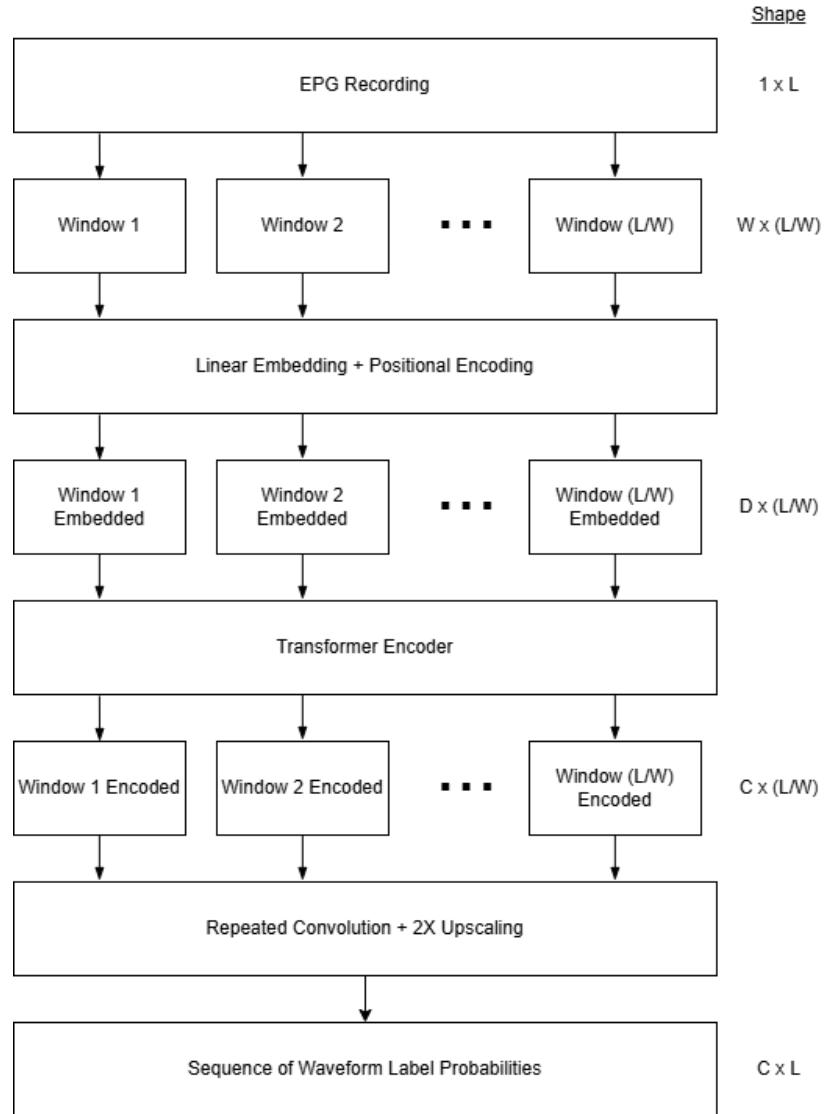 Shape
EPG Recording
1 x L
Window 1
Window 2
Window (L/W)
W x (L/W)
Linear Embedding + Positional Encoding
Window 1
Embedded
Window 2
Embedded
Window (L/W)
Embedded
D x (L/W)
Transformer Encoder
Window 1 Encoded
Window 2 Encoded
Window (L/W)
Encoded
C x (L/W)
Repeated Convolution + 2X Upscaling
Sequence of Waveform Label Probabilities
C x L